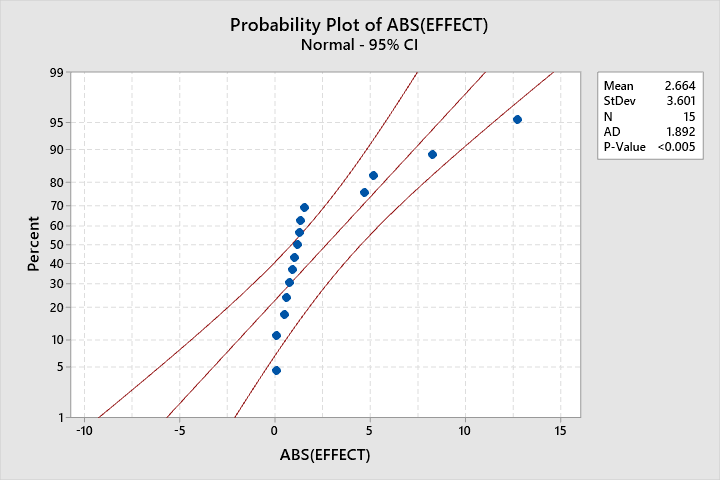 Probability Plot of ABS(EFFECT)
Normal - 95% CI
Mean 2.664
StDev 3.601
N 15
AD 1.892
P-Value <0.005
Percent
99
95
90
80
70
60
50
40
30
20
10
5
1
-10 -5 0 5 10 15
ABS(EFFECT)